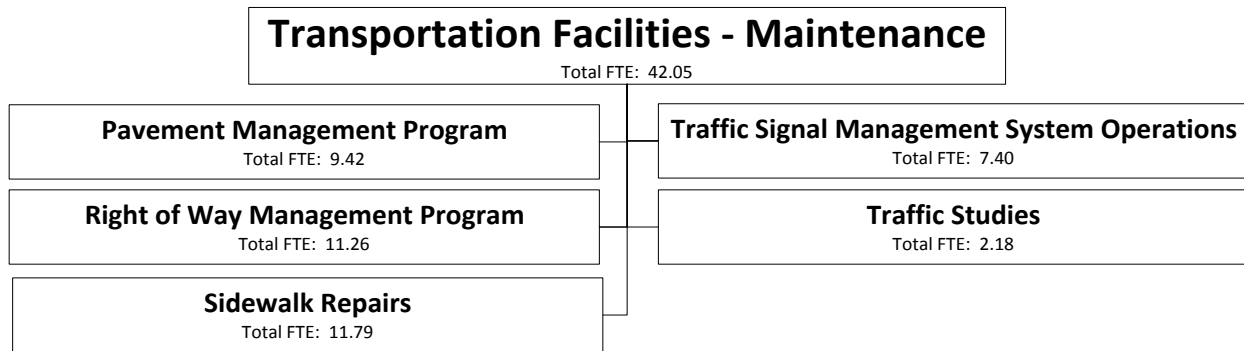 Transportation Facilities - Maintenance
Total FTE: 42.05
Pavement Management Program
Total FTE: 9.42
Traffic Signal Management System Operations
Total FTE: 7.40
Right of Way Management Program
Total FTE: 11.26
Traffic Studies
Total FTE: 2.18
Sidewalk Repairs
Total FTE: 11.79